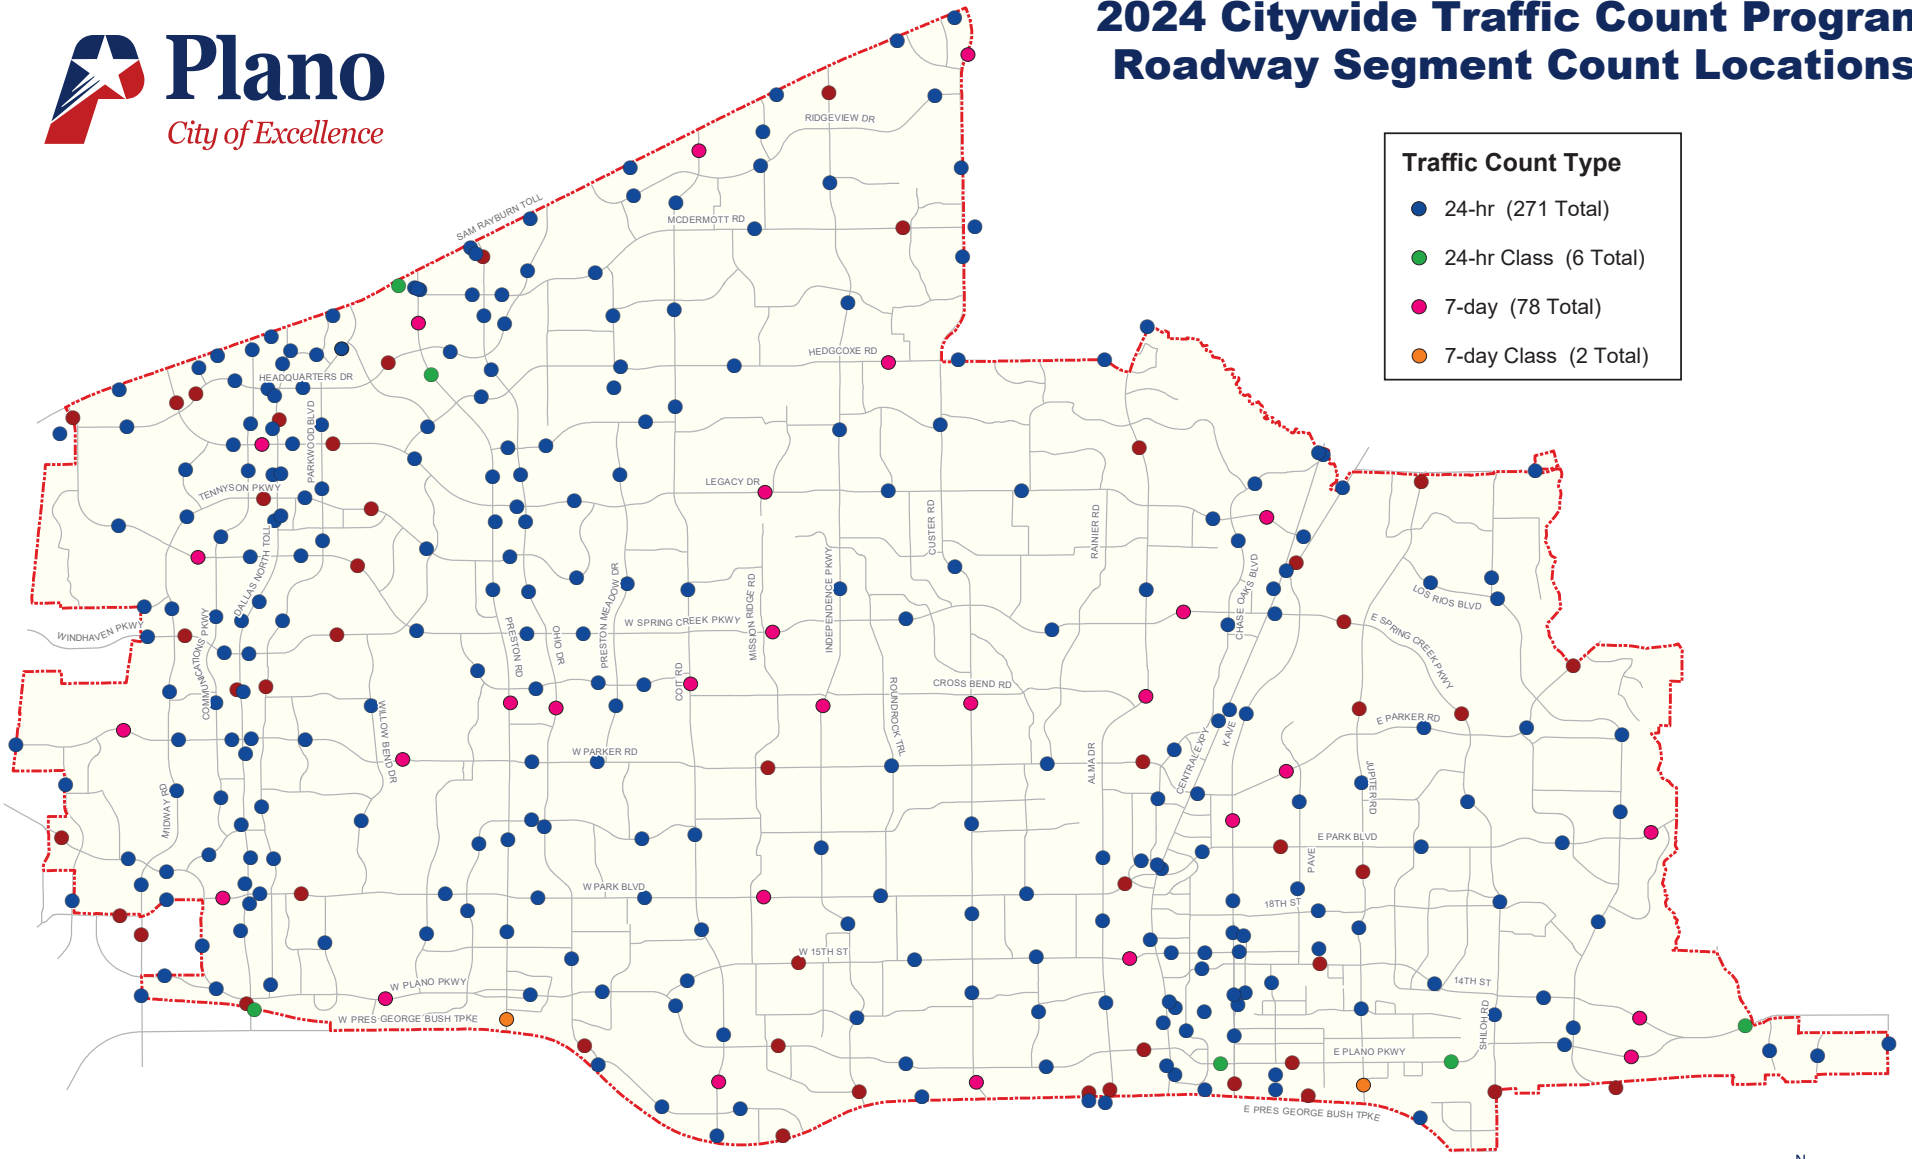 2024 Citywide Traffic Count Program
Roadway Segment Count Locations
Plano
City of Excellence
Traffic Count Type
24-hr (271 Total)
24-hr Class (6 Total)
7-day (78 Total)
7-day Class (2 Total)
RIDGEVIEW DR
SAM RAYBURN TOLL
MCDERMOTT RD
HEDGCOXE RD
HEADQUARTERS DR
PARKWOOD BLVD
TENNYSON PKWY
LEGACY DR
CUSTER RD
RAINIER RD
DALLAS NORTH TOLL
CHASE OAKS BLVD
LOS RIOS BLVD
WINDHAVEN PKWY
COMMUNICATIONS PKWY
PRESTON RD
OHIO DR
PRESTON MEADOW DR
W SPRING CREEK PKWY
MISSION RIDGE RD
INDEPENDENCE PKWY
E SPRING CREEK PKWY
COIT RD
CROSS BEND RD
ROUNDROCK TRL
WILLOW BEND DR
W PARKER RD
E PARKER RD
K AVE
CENTRAL EXPY
ALMA DR
JUPITER RD
MIDWAY RD
E PARK BLVD
P AVE
W PARK BLVD
18TH ST
W 15TH ST
W PLANO PKWY
14TH ST
W PRES GEORGE BUSH TPKE
SHILOH RD
E PLANO PKWY
E PRES GEORGE BUSH TPKE
N